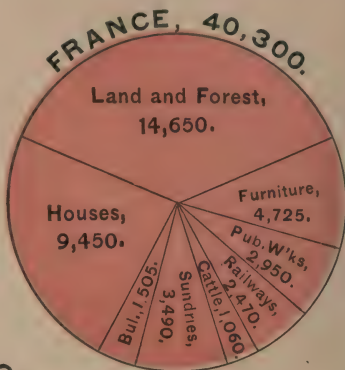 FRANCE, 40,300.
Land and Forest,
14,650.
Furniture,
4,725.
Pub. W'ks,
2,950.
Railways,
2,470.
Cattle, 1,060.
Sundries,
3,490.
Bul., 1,505.
Houses,
9,450.